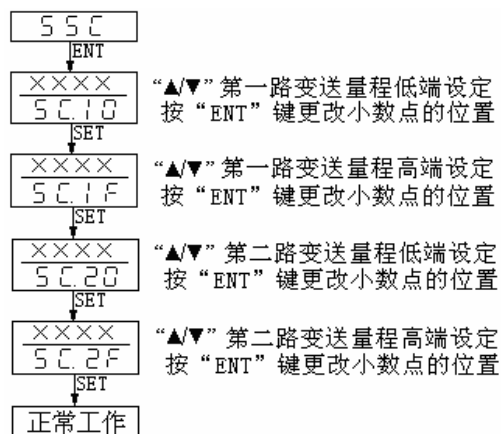 SSC
ENT
XXXX
“▲/▼”第一路变送量程低端设定
SC.10
按“ENT”键更改小数点的位置
SET
XXXX
“▲/▼”第一路变送量程高端设定
SC.1F
按“ENT”键更改小数点的位置
SET
XXXX
“▲/▼”第二路变送量程低端设定
SC.20
按“ENT”键更改小数点的位置
SET
XXXX
“▲/▼”第二路变送量程高端设定
SC.2F
按“ENT”键更改小数点的位置
SET
正常工作